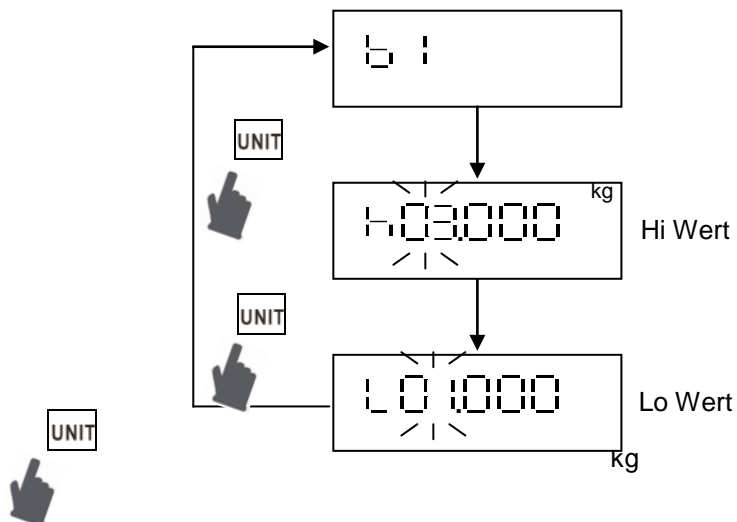 b1
UNIT
kg
h03.000
Hi Wert
UNIT
L01.000
Lo Wert
UNIT
kg